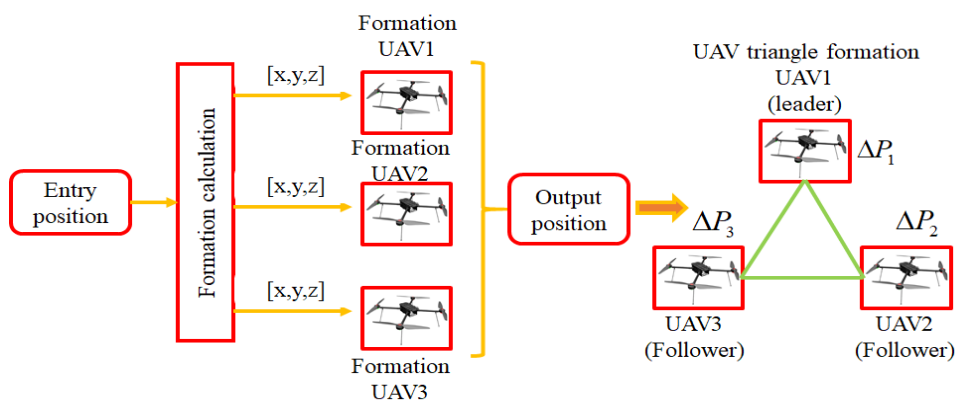 Entry
position
Formation calculation
[x,y,z]
[x,y,z]
[x,y,z]
Formation
UAV1
Formation
UAV2
Formation
UAV3
Output
position
UAV triangle formation
UAV1
(leader)
ΔP₁
ΔP₃
ΔP₂
UAV3
(Follower)
UAV2
(Follower)